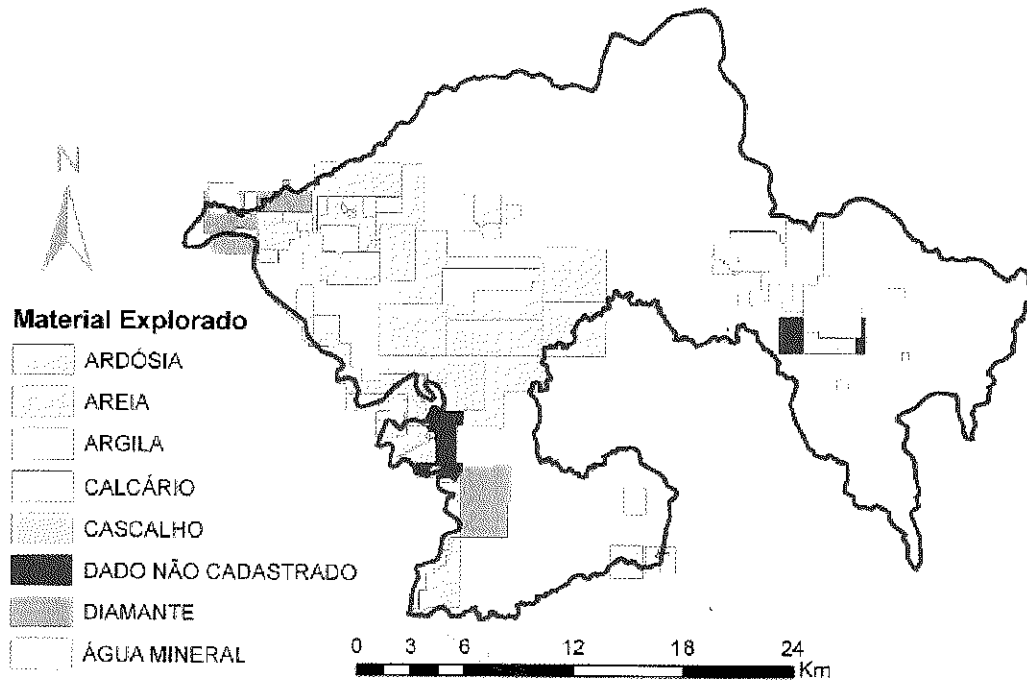 N
Material Explorado
ARDÓSIA
AREIA
ARGILA
CALCÁRIO
CASCALHO
DADO NÃO CADASTRADO
DIAMANTE
ÁGUA MINERAL
0 3 6 12 18 24
Km